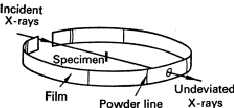 Incident
X-rays
Specimen
Film
Powder line
Undeviated
X-rays